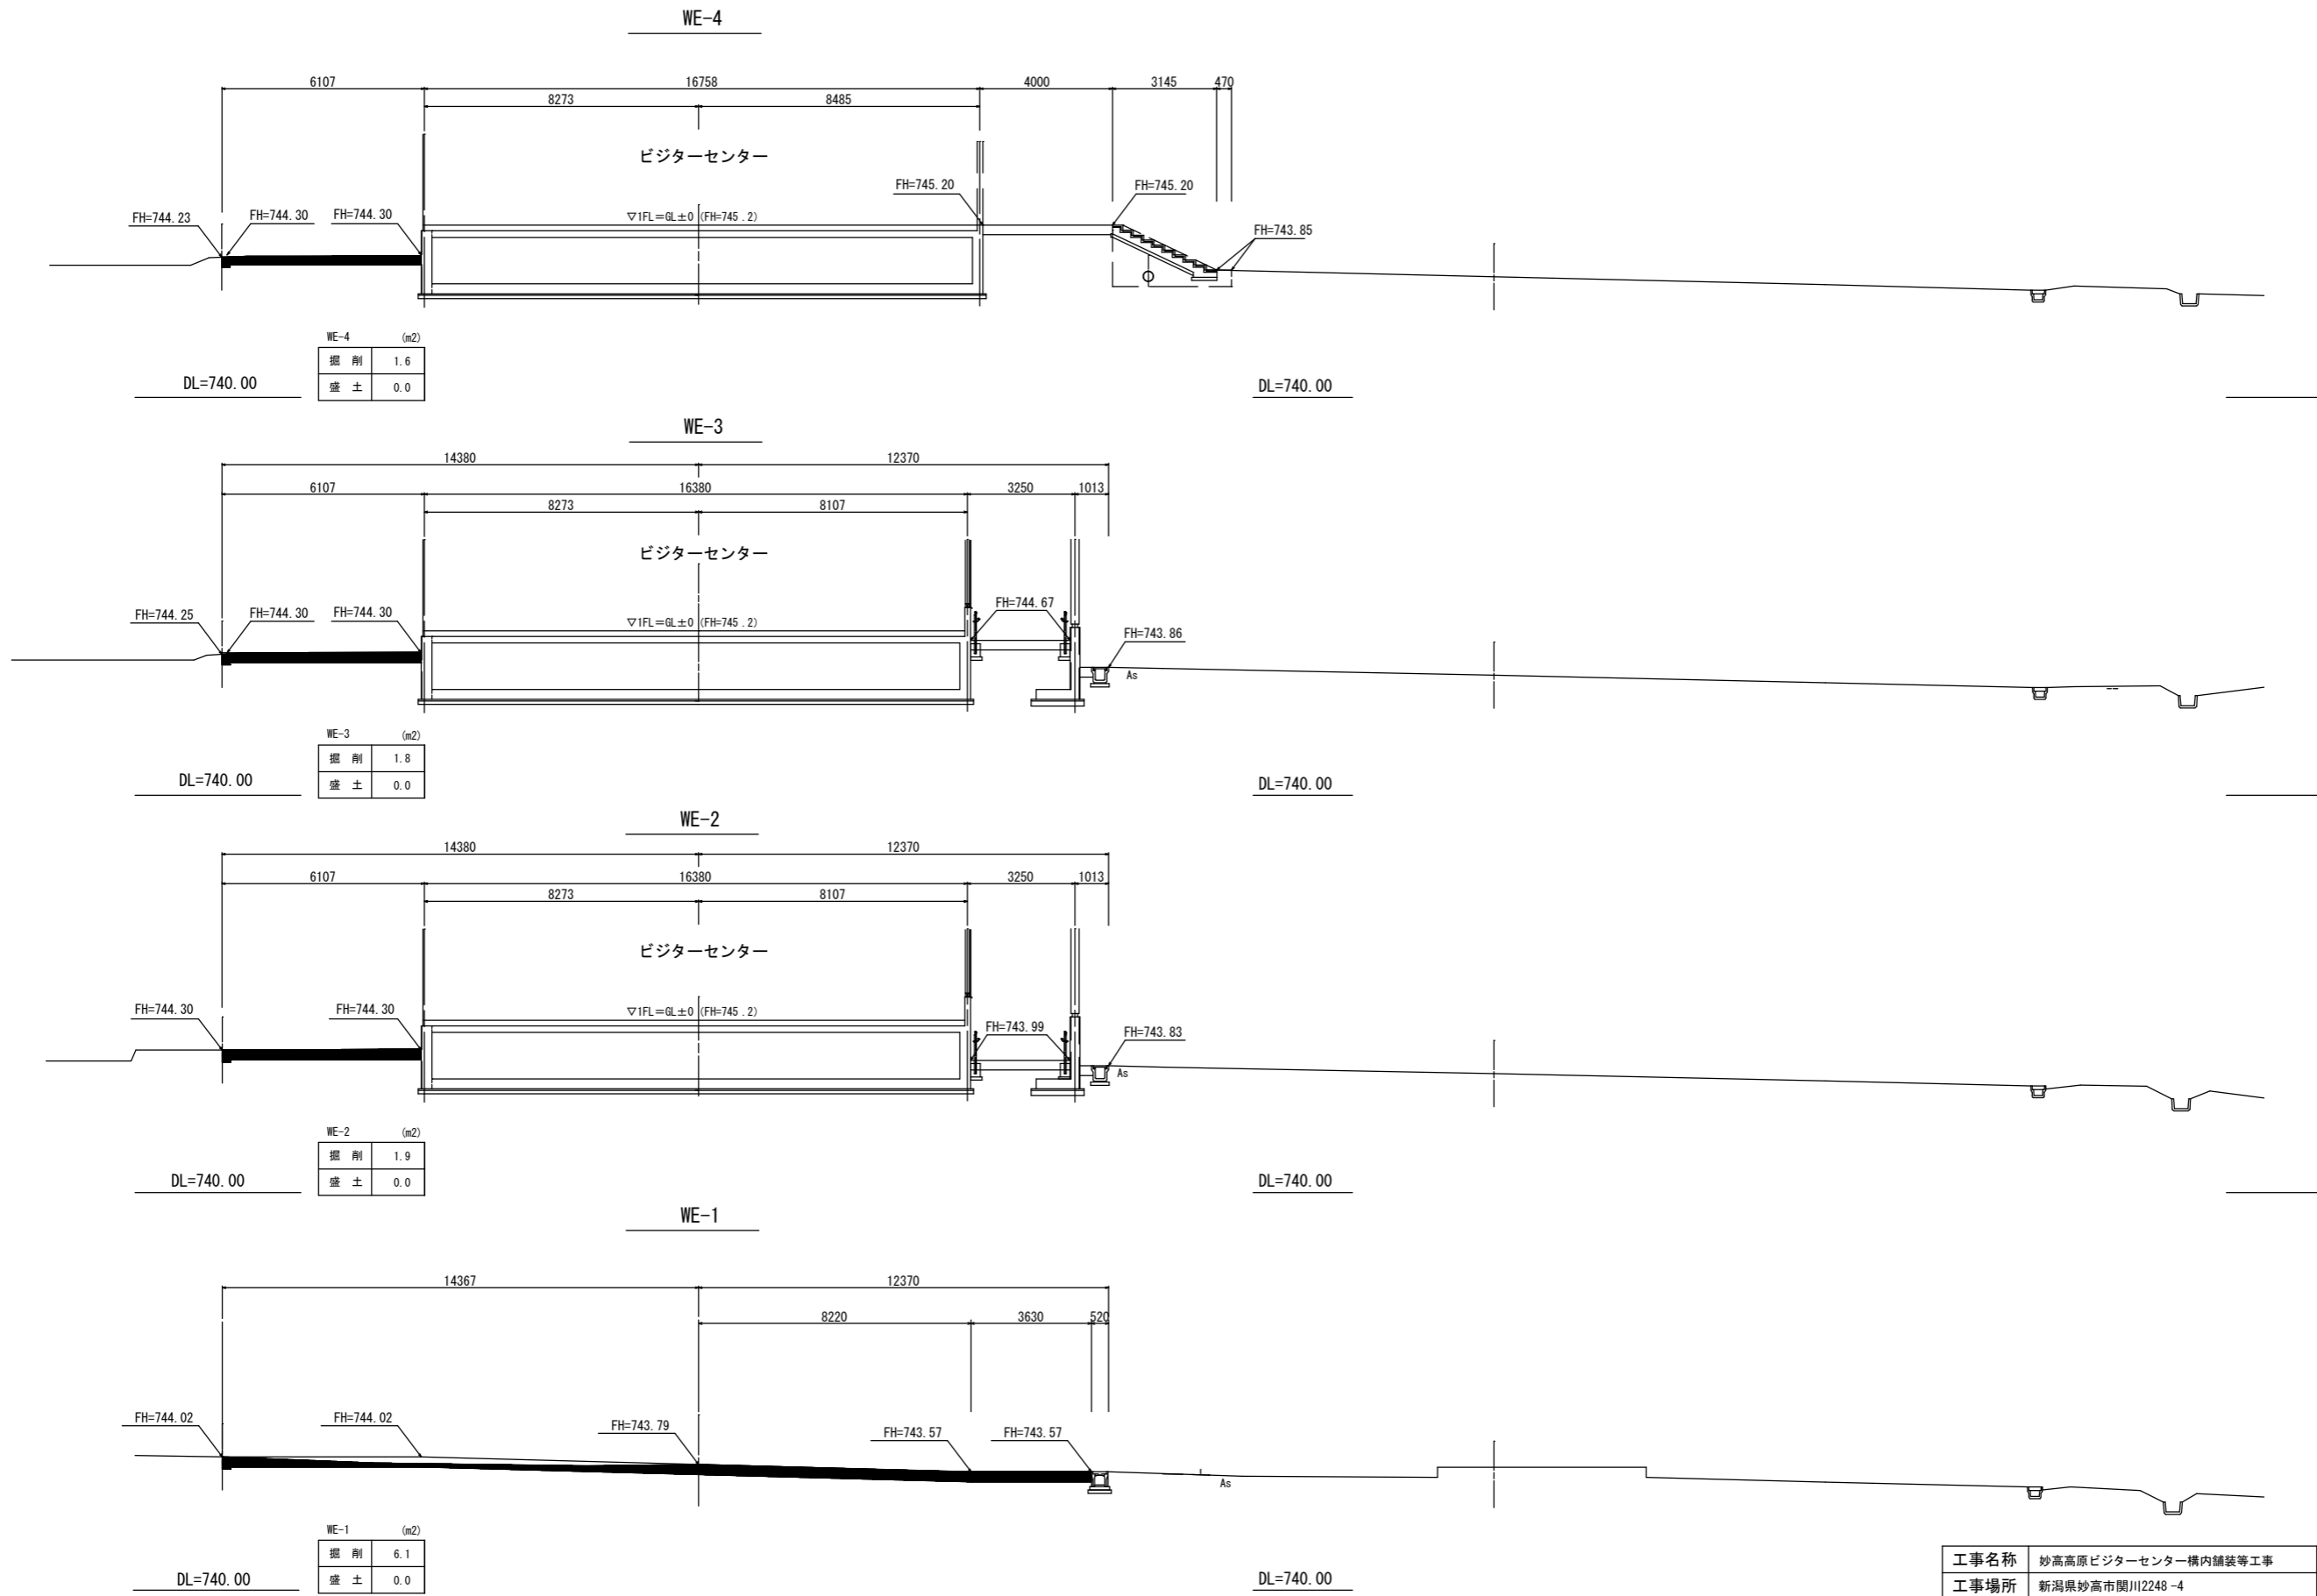 WE-4
6107 16758 4000 3145 470
8273 8485
ビジターセンター
FH=745.20 FH=745.20
FH=744.23 FH=744.30 FH=744.30 ▽1FL=GL±0 (FH=745.2)
FH=743.85
WE-4 (m2)
掘 削 1.6
盛 土 0.0
DL=740.00 DL=740.00
WE-3
14380 12370
6107 16380 3250 1013
8273 8107
ビジターセンター
FH=744.25 FH=744.30 FH=744.30 ▽1FL=GL±0 (FH=745.2) FH=744.67
FH=743.86
As
WE-3 (m2)
掘 削 1.8
盛 土 0.0
DL=740.00 DL=740.00
WE-2
14380 12370
6107 16380 3250 1013
8273 8107
ビジターセンター
FH=744.30 FH=744.30 ▽1FL=GL±0 (FH=745.2)
FH=743.99 FH=743.83
As
WE-2 (m2)
掘 削 1.9
盛 土 0.0
DL=740.00 DL=740.00
WE-1
14367 12370
8220 3630 520
FH=744.02 FH=744.02 FH=743.79 FH=743.57 FH=743.57
As
WE-1 (m2)
掘 削 6.1
盛 土 0.0
DL=740.00 DL=740.00
工事名称 妙高高原ビジターセンター構内舗装等工事
工事場所 新潟県妙高市関川2248-4